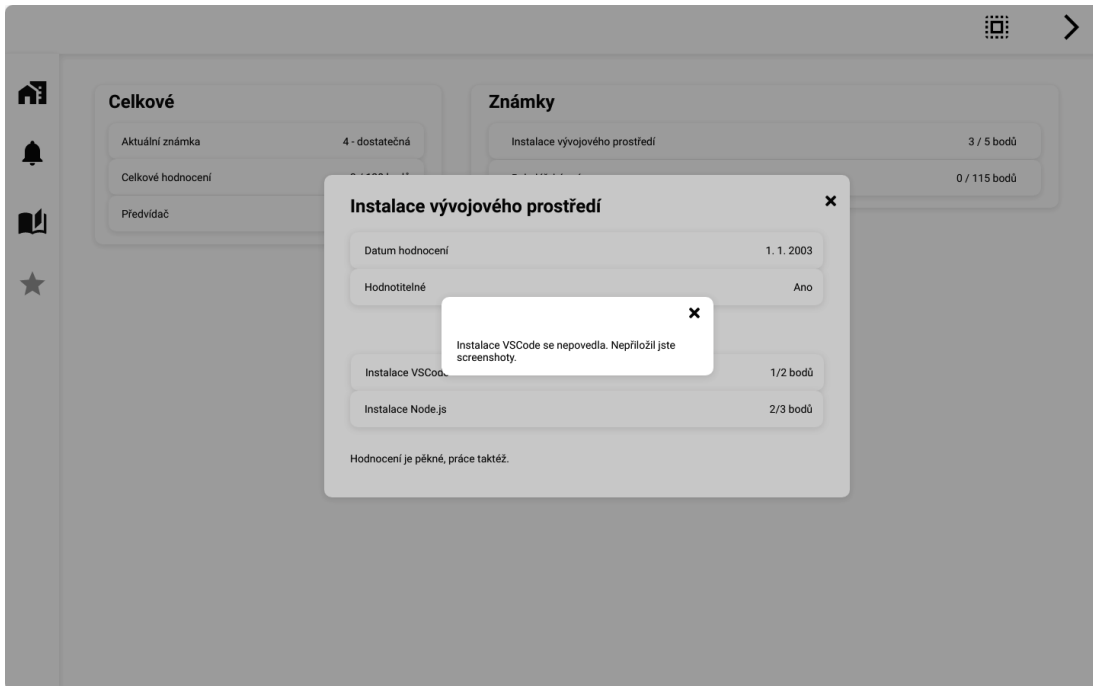 Celkové
Známky
Aktuální známka 4 - dostatečná
Instalace vývojového prostředí 3 / 5 bodů
Celkové hodnocení
0 / 115 bodů
Předvídač
Instalace vývojového prostředí
Datum hodnocení 1. 1. 2003
Hodnotitelné Ano
Instalace VSCode se nepovedla. Nepřiložil jste
screenshoty.
Instalace VSCode 1/2 bodů
Instalace Node.js 2/3 bodů
Hodnocení je pěkné, práce taktéž.